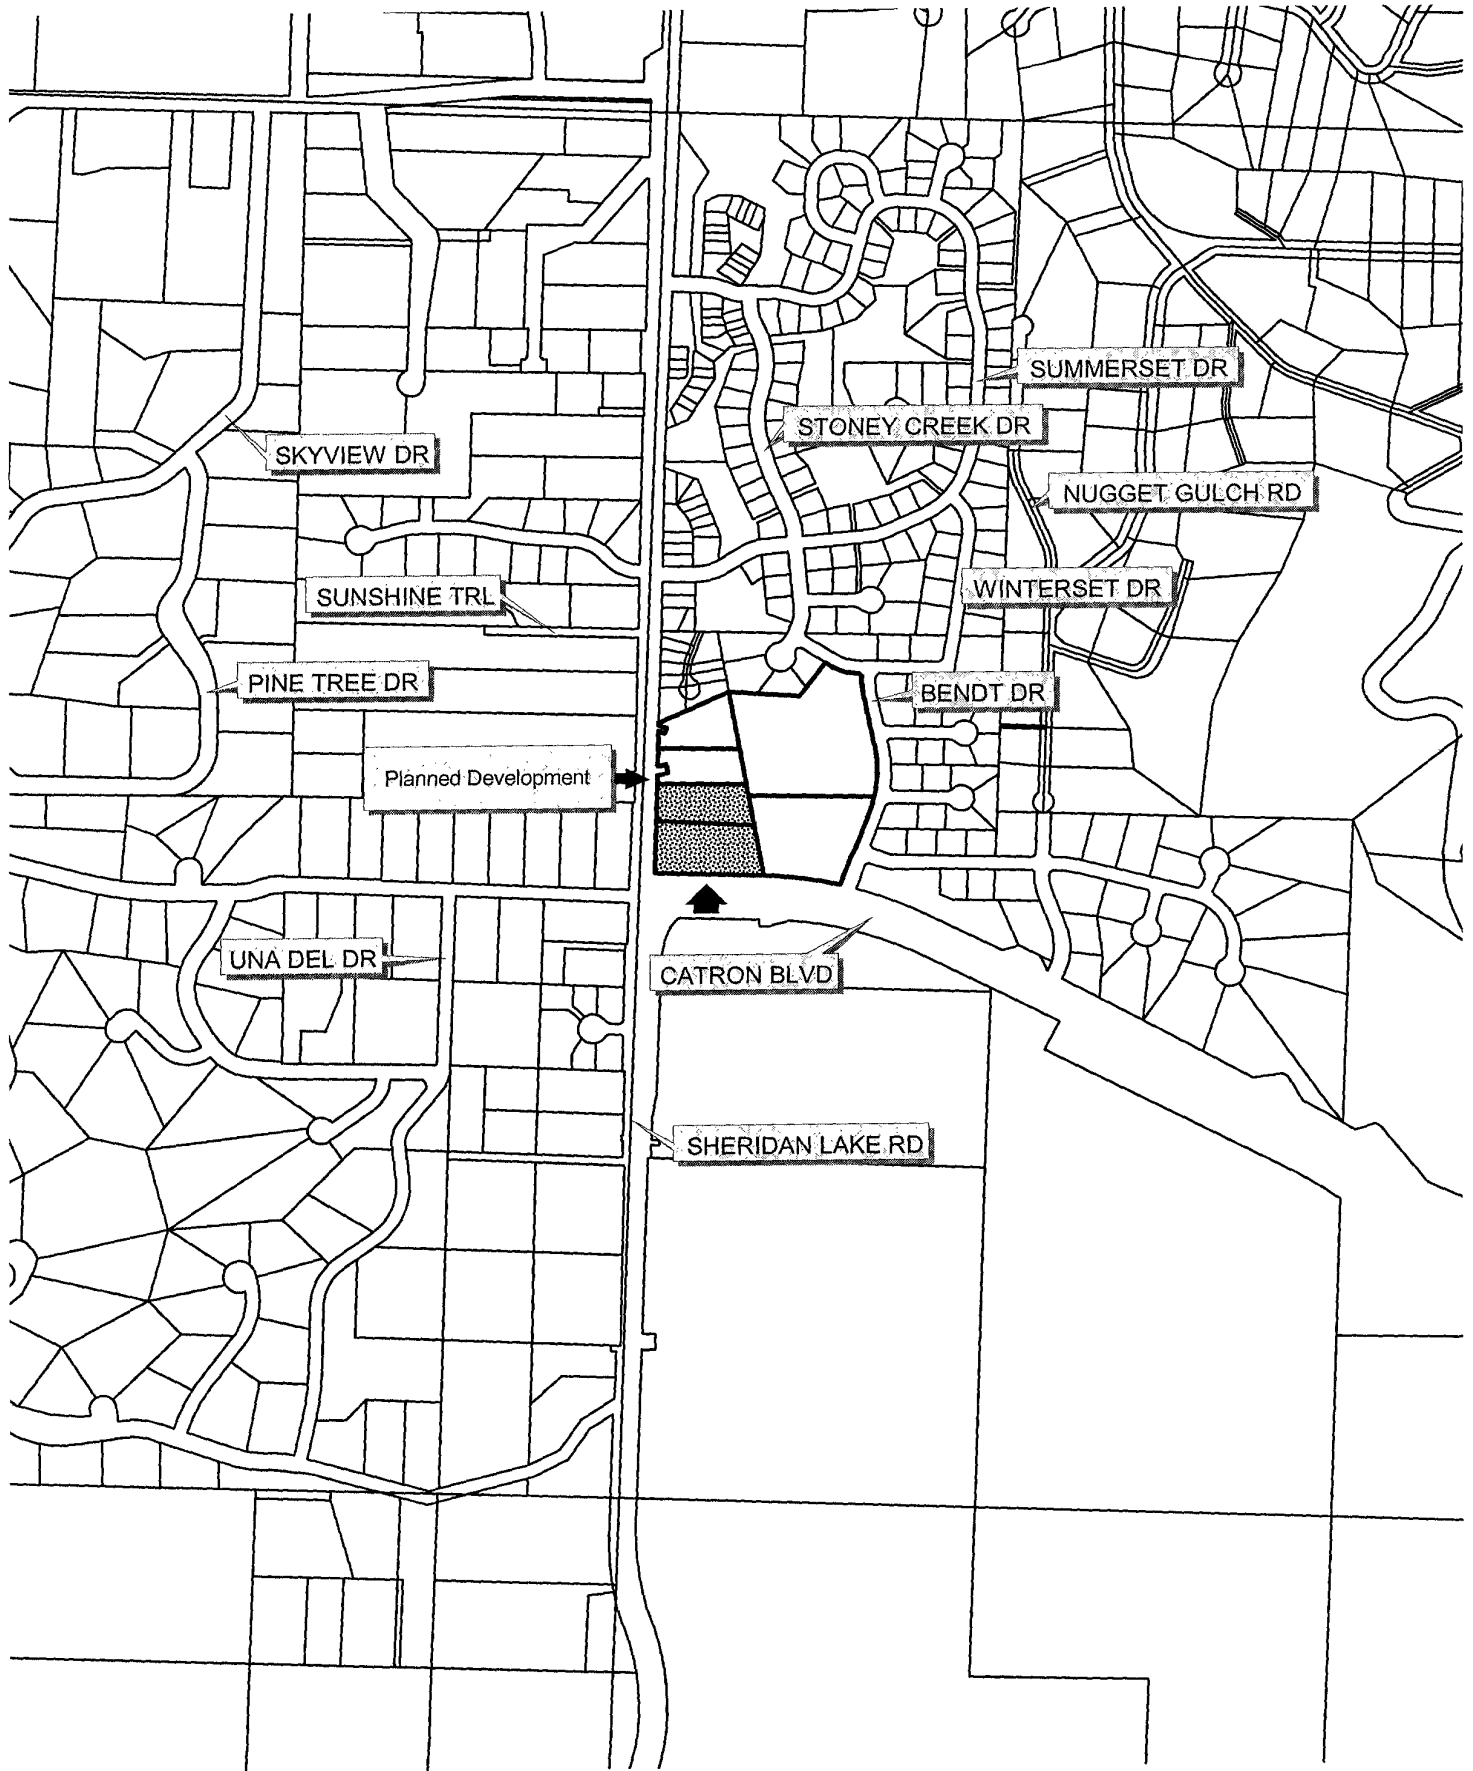 SUMMERSET DR
STONEY CREEK DR
SKYVIEW DR
NUGGET GULCH RD
SUNSHINE TRL
WINTERSET DR
PINE TREE DR
BENDT DR
Planned Development
UNA DEL DR
CATRON BLVD
SHERIDAN LAKE RD